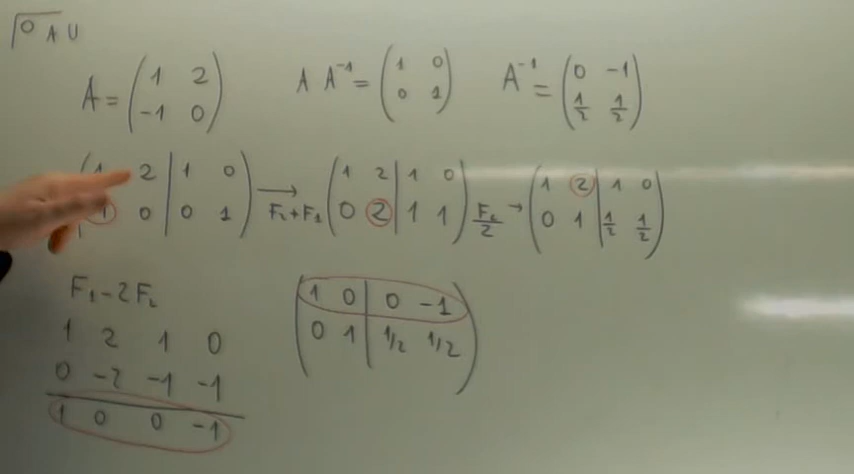 0 A U
A = ( 1 2 -1 0 ) A A⁻¹ = ( 1 0 0 1 ) A⁻¹ = ( 0 -1 1/2 1/2 )
2 | 1 0 → ( 1 2 | 1 0 ) ( 1 2 | 1 0 )
1 0 | 0 1 ) F₂+F₁ ( 0 2 | 1 1 ) F₂/2 → ( 0 1 | 1/2 1/2 )
F₁-2F₂ ( 1 0 | 0 -1 )
1 2 1 0 ( 0 1 | 1/2 1/2 )
0 -2 -1 -1
1 0 0 -1